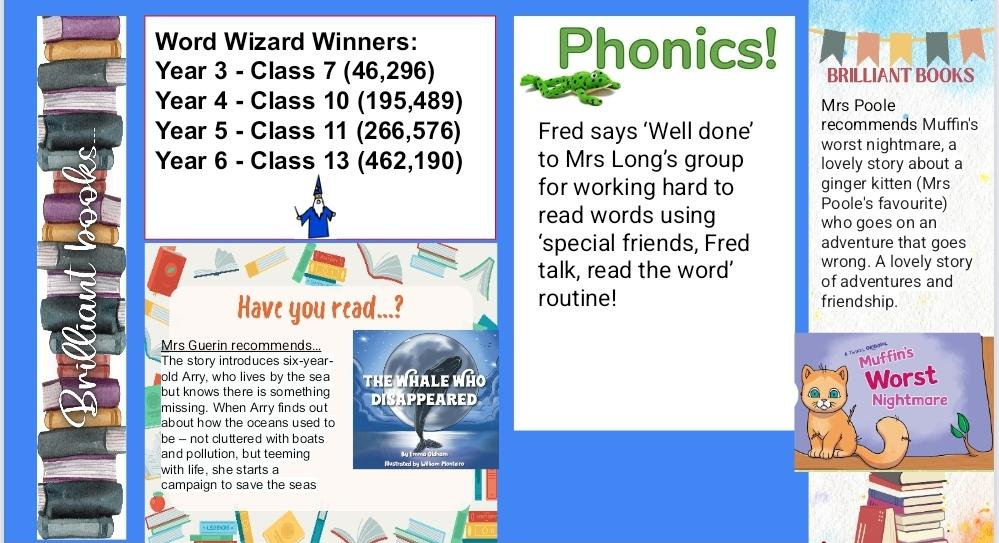 Brilliant books...
Word Wizard Winners:
Year 3 - Class 7 (46,296)
Year 4 - Class 10 (195,489)
Year 5 - Class 11 (266,576)
Year 6 - Class 13 (462,190)
Have you read...?
Mrs Guerin recommends...
The story introduces six-year-
old Arry, who lives by the sea
but knows there is something
missing. When Arry finds out
about how the oceans used to
be – not cluttered with boats
and pollution, but teeming
with life, she starts a
campaign to save the seas
THE WHALE WHO
DISAPPEARED
By Emma Oldham
Illustrated by William Monteiro
Phonics!
Fred says ‘Well done’
to Mrs Long’s group
for working hard to
read words using
‘special friends, Fred
talk, read the word’
routine!
BRILLIANT BOOKS
Mrs Poole
recommends Muffin's
worst nightmare, a
lovely story about a
ginger kitten (Mrs
Poole's favourite)
who goes on an
adventure that goes
wrong. A lovely story
of adventures and
friendship.
A Twinkl ORIGINAL
Muffin's
Worst
Nightmare